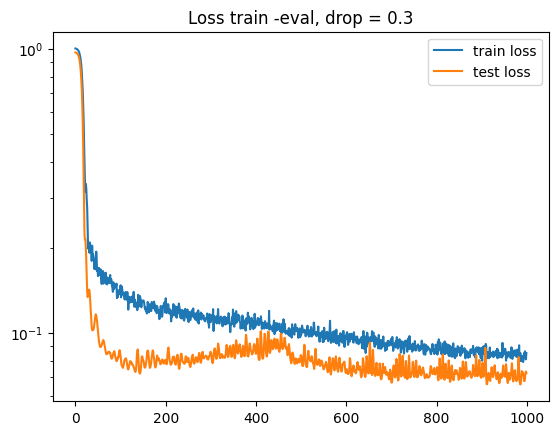 Loss train -eval, drop = 0.3
10⁰
10⁻¹
train loss
test loss
0 200 400 600 800 1000